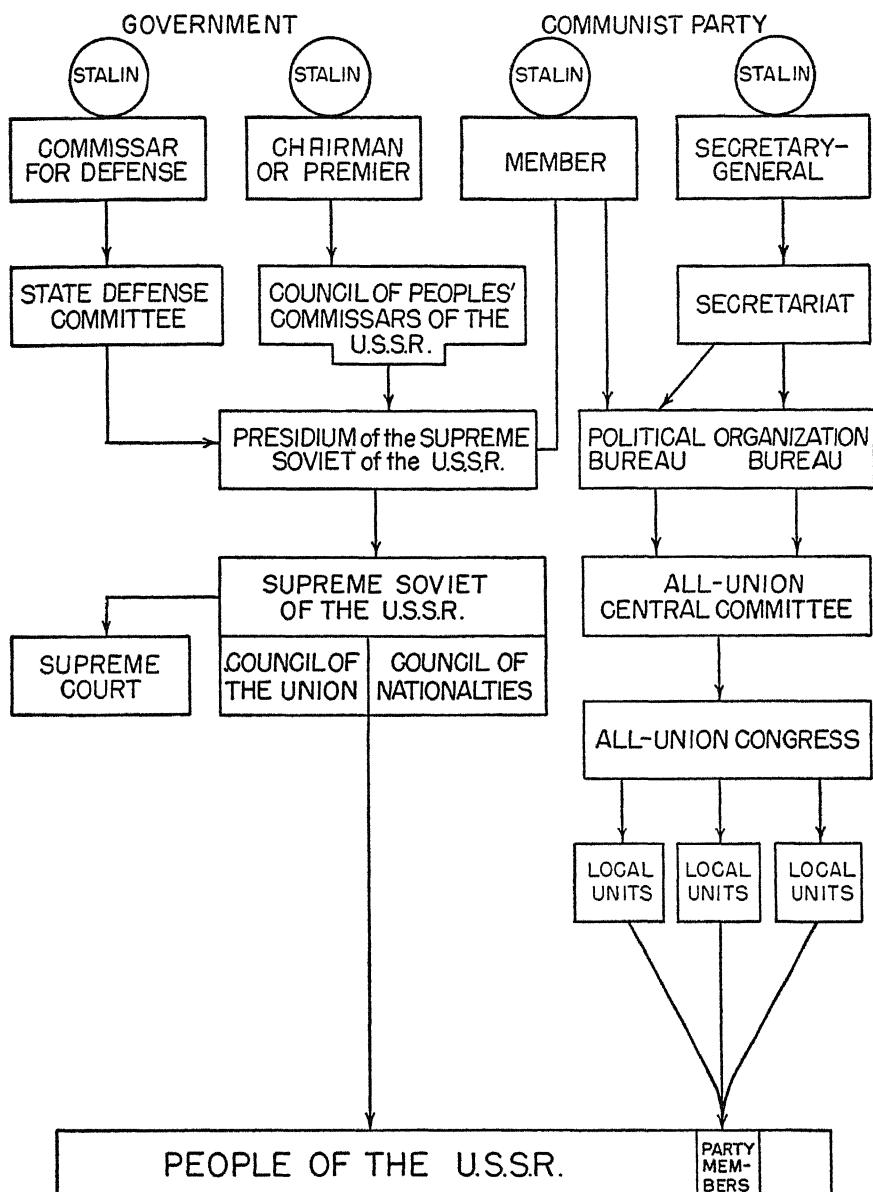 GOVERNMENT
COMMUNIST PARTY
STALIN
STALIN
STALIN
STALIN
COMMISSAR
FOR DEFENSE
CHAIRMAN
OR PREMIER
MEMBER
SECRETARY-
GENERAL
STATE DEFENSE
COMMITTEE
COUNCIL OF PEOPLES'
COMMISSARS OF THE
U.S.S.R.
SECRETARIAT
PRESIDIUM of the SUPREME
SOVIET of the U.S.S.R.
POLITICAL
BUREAU
ORGANIZATION
BUREAU
SUPREME SOVIET
OF THE U.S.S.R.
ALL-UNION
CENTRAL COMMITTEE
SUPREME
COURT
COUNCIL OF
THE UNION
COUNCIL OF
NATIONALTIES
ALL-UNION CONGRESS
LOCAL
UNITS
LOCAL
UNITS
LOCAL
UNITS
PEOPLE OF THE U.S.S.R.
PARTY
MEM-
BERS